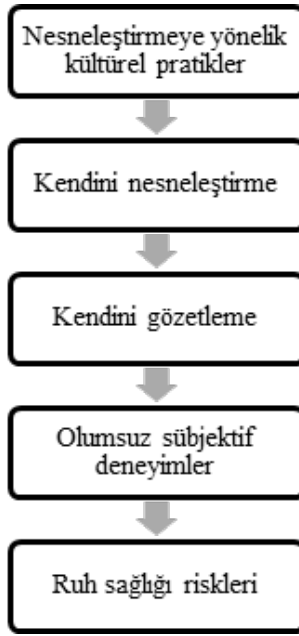 Nesneleştirmeye yönelik
kültürel pratikler
Kendini nesneleştirme
Kendini gözetleme
Olumsuz sübjektif
deneyimler
Ruh sağlığı riskleri